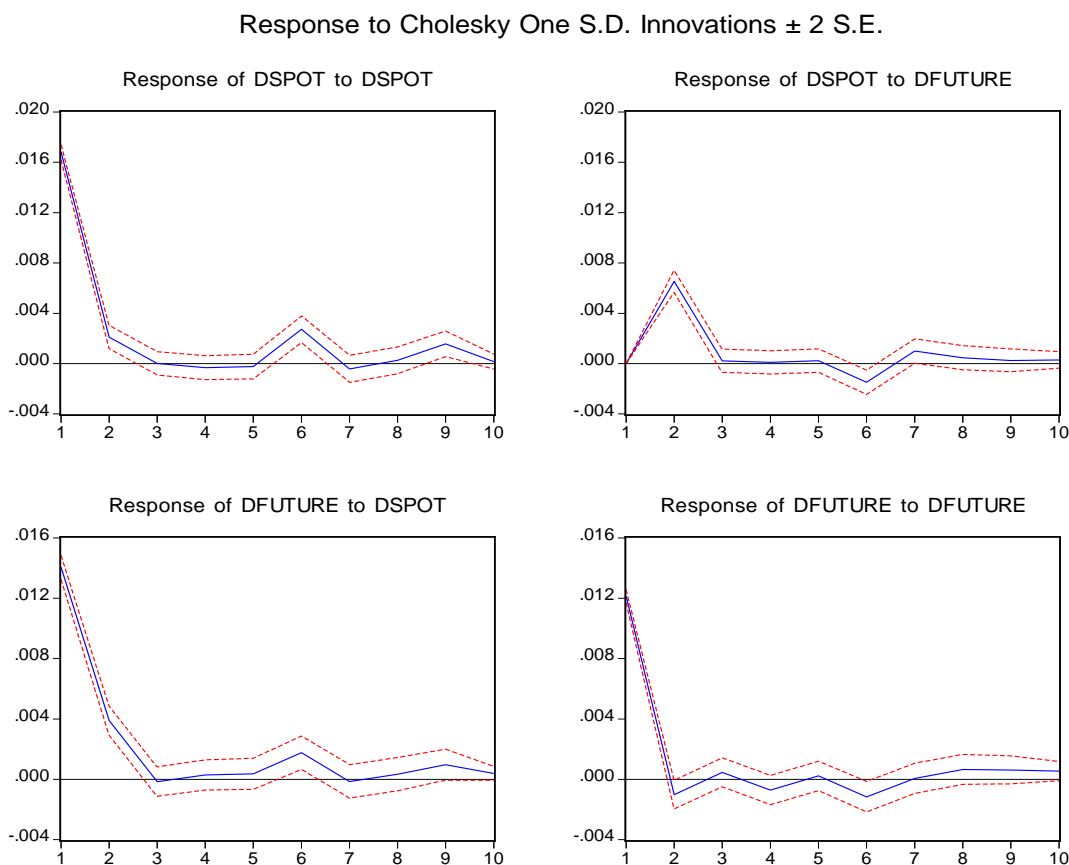 Response to Cholesky One S.D. Innovations ± 2 S.E.
Response of DSPOT to DSPOT
.020
.016
.012
.008
.004
.000
-.004
1 2 3 4 5 6 7 8 9 10
Response of DSPOT to DFUTURE
.020
.016
.012
.008
.004
.000
-.004
1 2 3 4 5 6 7 8 9 10
Response of DFUTURE to DSPOT
.016
.012
.008
.004
.000
-.004
1 2 3 4 5 6 7 8 9 10
Response of DFUTURE to DFUTURE
.016
.012
.008
.004
.000
-.004
1 2 3 4 5 6 7 8 9 10